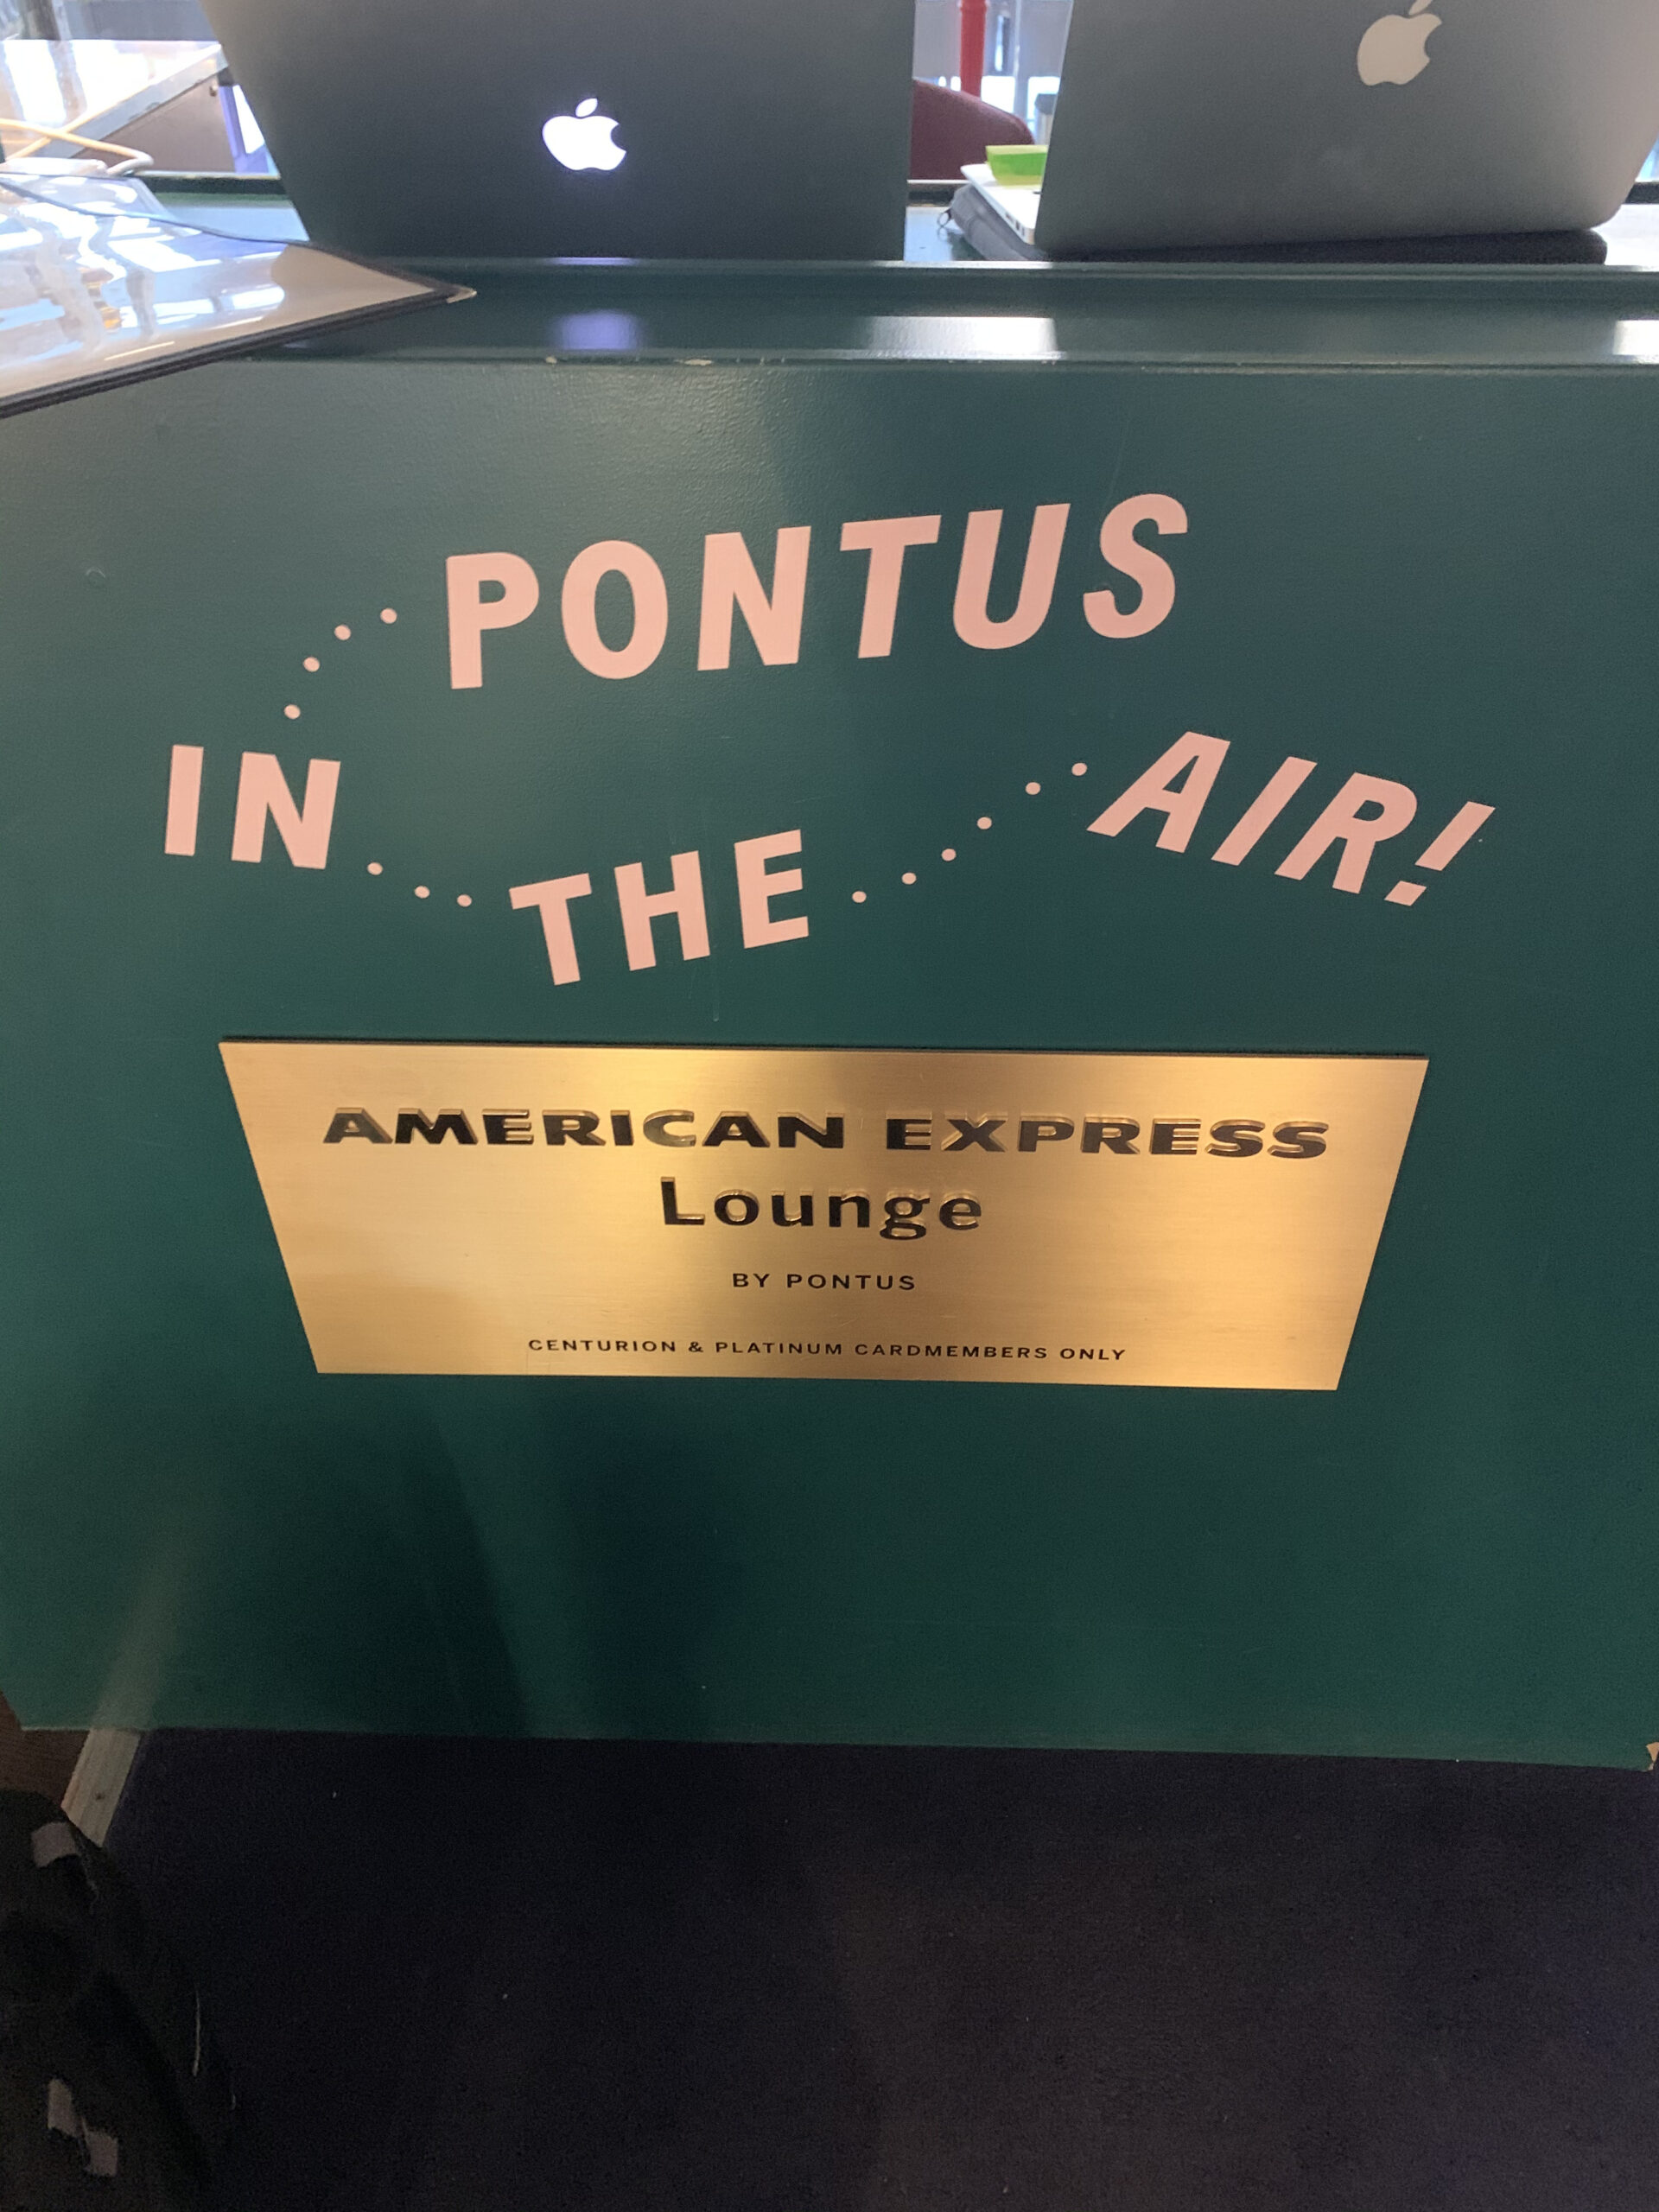 PONTUS
IN THE AIR!
AMERICAN EXPRESS
Lounge
BY PONTUS
CENTURION & PLATINUM CARDMEMBERS ONLY